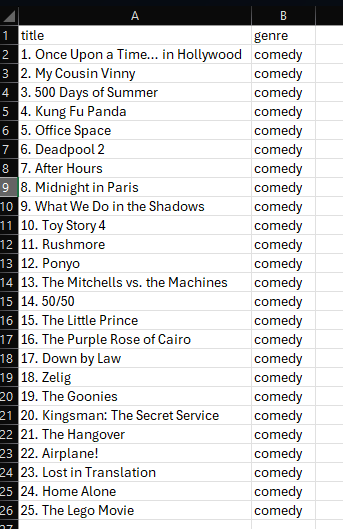 A B
1 title genre
2 1. Once Upon a Time... in Hollywood comedy
3 2. My Cousin Vinny comedy
4 3. 500 Days of Summer comedy
5 4. Kung Fu Panda comedy
6 5. Office Space comedy
7 6. Deadpool 2 comedy
8 7. After Hours comedy
9 8. Midnight in Paris comedy
10 9. What We Do in the Shadows comedy
11 10. Toy Story 4 comedy
12 11. Rushmore comedy
13 12. Ponyo comedy
14 13. The Mitchells vs. the Machines comedy
15 14. 50/50 comedy
16 15. The Little Prince comedy
17 16. The Purple Rose of Cairo comedy
18 17. Down by Law comedy
19 18. Zelig comedy
20 19. The Goonies comedy
21 20. Kingsman: The Secret Service comedy
22 21. The Hangover comedy
23 22. Airplane! comedy
24 23. Lost in Translation comedy
25 24. Home Alone comedy
26 25. The Lego Movie comedy